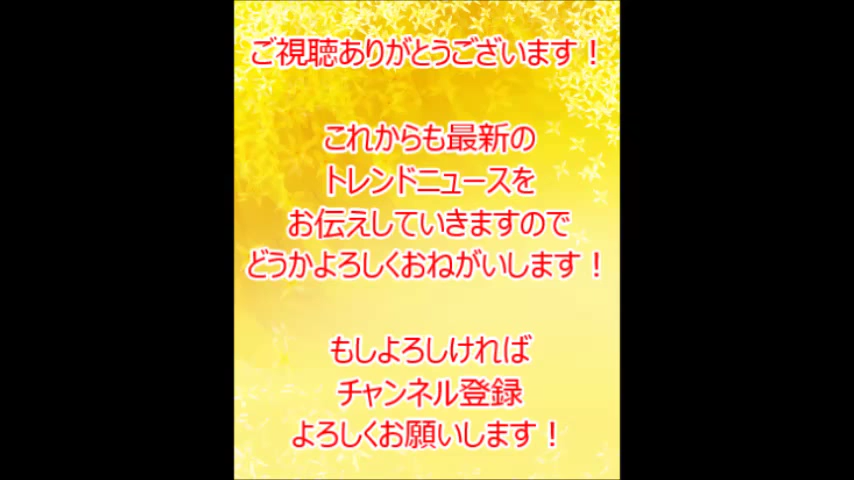 ご視聴ありがとうございます！
これからも最新の
トレンドニュースを
お伝えしていきますので
どうかよろしくおねがいします！
もしよろしければ
チャンネル登録
よろしくお願いします！